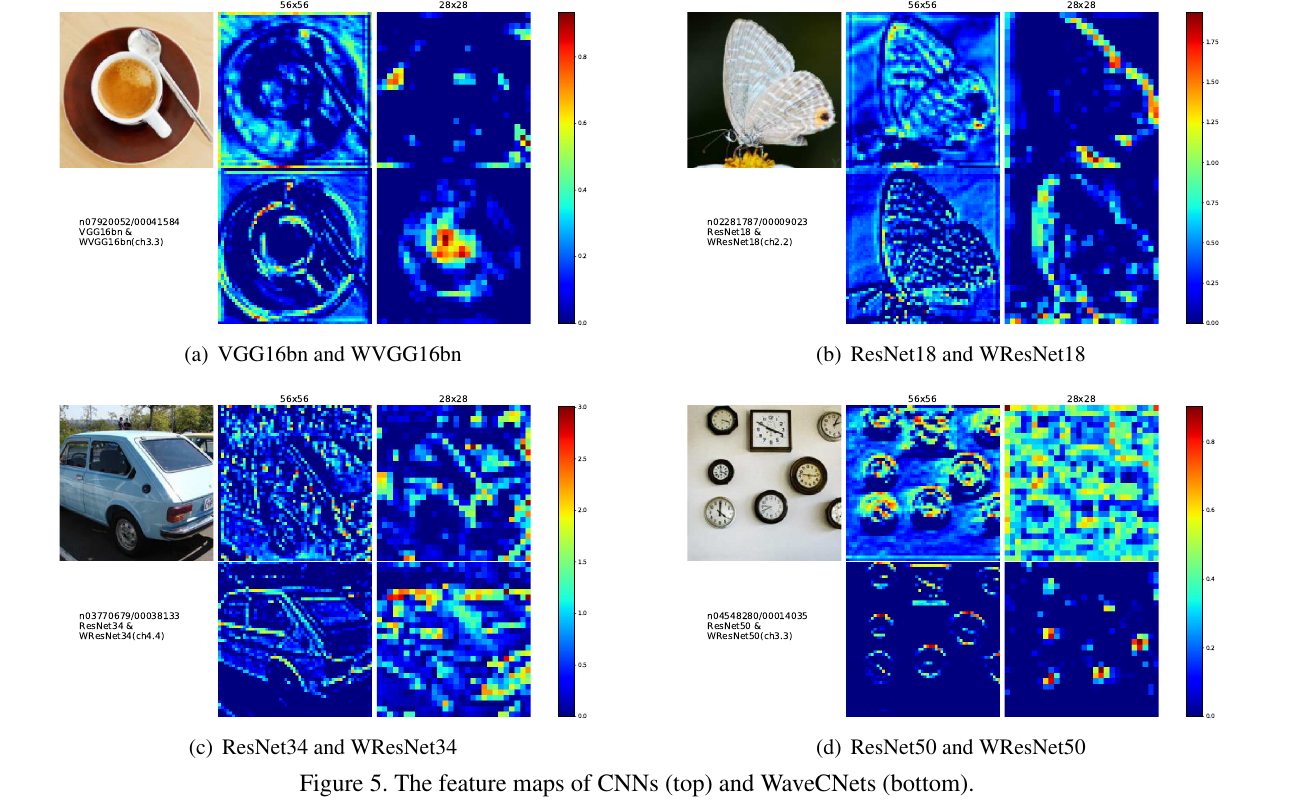 56x56
28x28
0.8
0.6
0.4
0.2
0.0
n07920052/00041584
VGG16bn &
WVGG16bn(ch3.3)
(a) VGG16bn and WVGG16bn
56x56
28x28
1.75
1.50
1.25
1.00
0.75
0.50
0.25
0.00
n02281787/00009023
ResNet18 &
WResNet18(ch2.2)
(b) ResNet18 and WResNet18
56x56
28x28
3.0
2.5
2.0
1.5
1.0
0.5
0.0
n03770679/00038133
ResNet34 &
WResNet34(ch4.4)
(c) ResNet34 and WResNet34
56x56
28x28
0.8
0.6
0.4
0.2
0.0
n04548280/00014035
ResNet50 &
WResNet50(ch3.3)
(d) ResNet50 and WResNet50
Figure 5. The feature maps of CNNs (top) and WaveCNets (bottom).